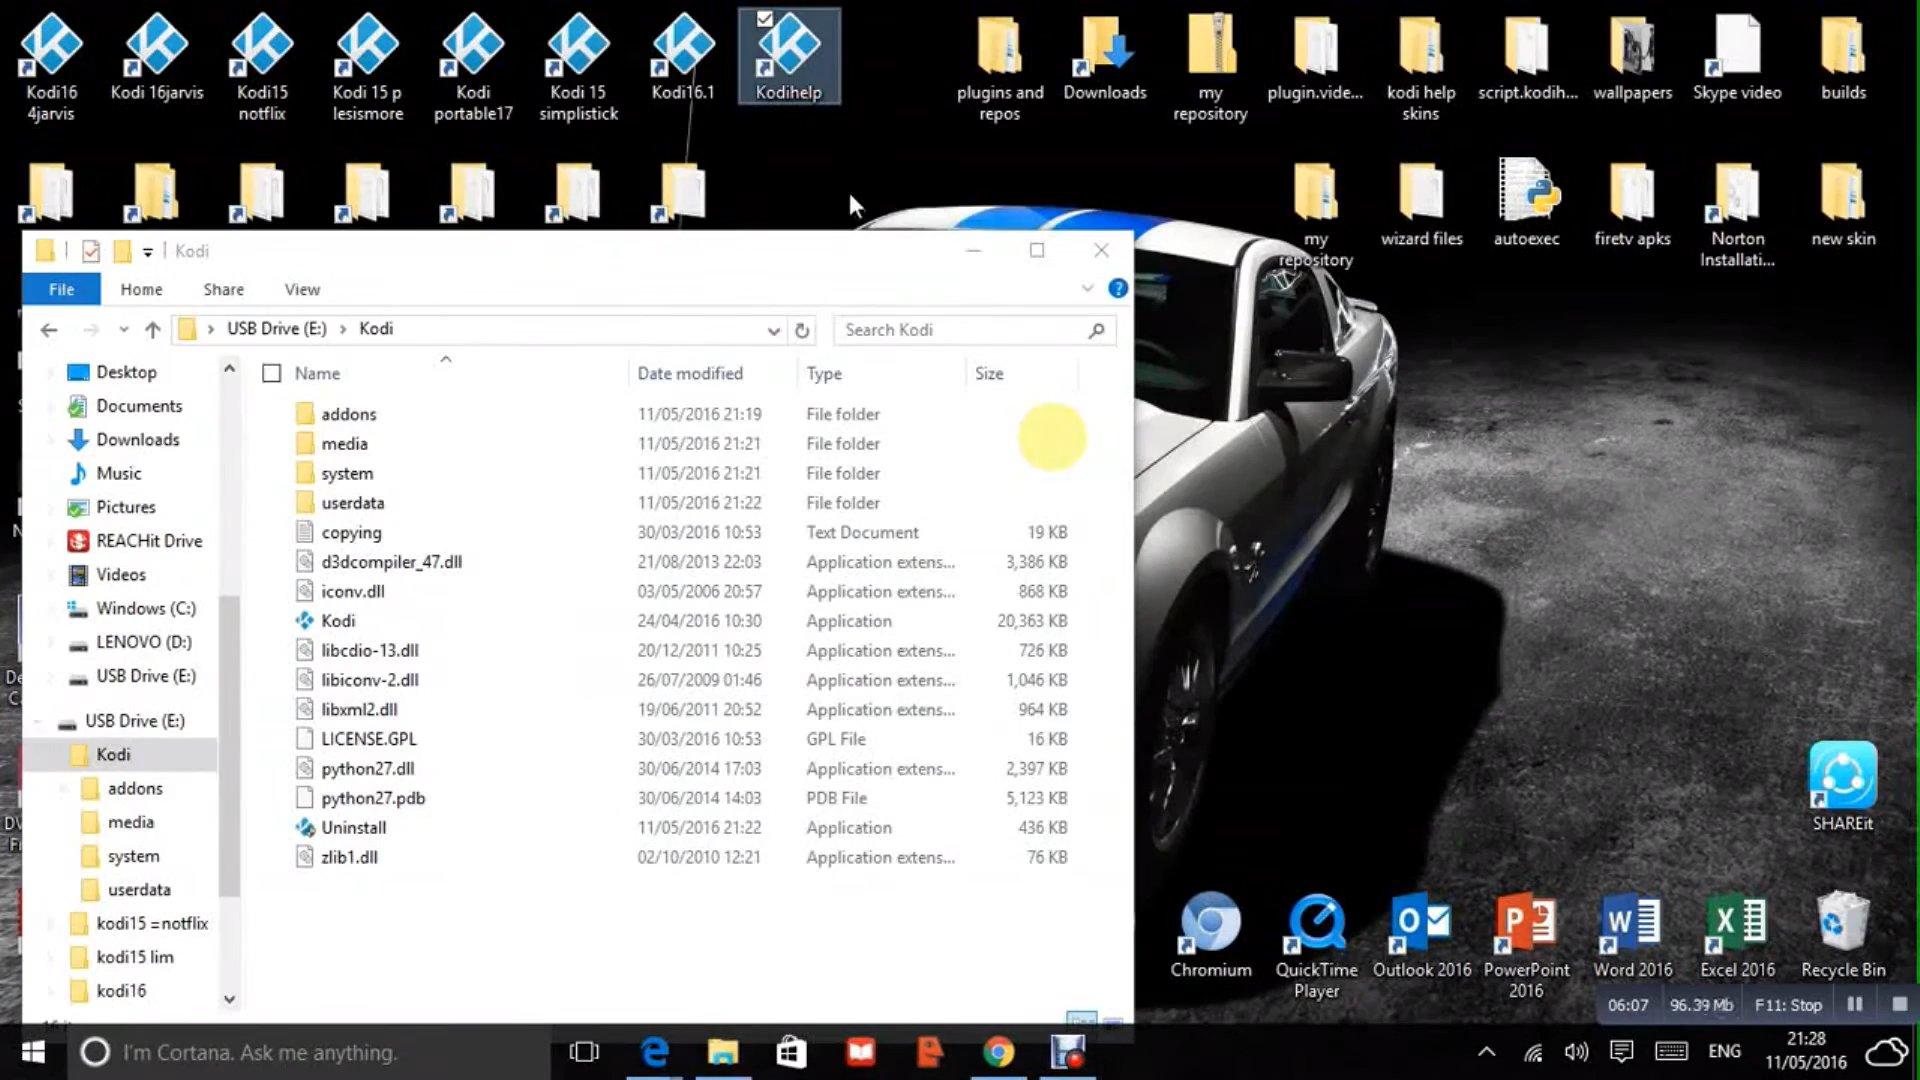 Kodi16
4jarvis
Kodi 16jarvis
Kodi15
notflix
Kodi 15 p
lesismore
Kodi
portable17
Kodi 15
simplistick
Kodi16.1
Kodihelp
plugins and
repos
Downloads
my
repository
plugin.vide...
kodi help
skins
script.kodih...
wallpapers
Skype video
builds
my
repository
wizard files
autoexec
firetv apks
Norton
Installati...
new skin
Kodi
File
Home
Share
View
USB Drive (E:)
Kodi
Search Kodi
Name
Date modified
Type
Size
addons 11/05/2016 21:19 File folder
media 11/05/2016 21:21 File folder
system 11/05/2016 21:21 File folder
userdata 11/05/2016 21:22 File folder
copying 30/03/2016 10:53 Text Document 19 KB
d3dcompiler_47.dll 21/08/2013 22:03 Application extens... 3,386 KB
iconv.dll 03/05/2006 20:57 Application extens... 868 KB
Kodi 24/04/2016 10:30 Application 20,363 KB
libcdio-13.dll 20/12/2011 10:25 Application extens... 726 KB
libiconv-2.dll 26/07/2009 01:46 Application extens... 1,046 KB
libxml2.dll 19/06/2011 20:52 Application extens... 964 KB
LICENSE.GPL 30/03/2016 10:53 GPL File 16 KB
python27.dll 30/06/2014 17:03 Application extens... 2,397 KB
python27.pdb 30/06/2014 14:03 PDB File 5,123 KB
Uninstall 11/05/2016 21:22 Application 436 KB
zlib1.dll 02/10/2010 12:21 Application extens... 76 KB
Desktop
Documents
Downloads
Music
Pictures
REACHit Drive
Videos
Windows (C:)
LENOVO (D:)
USB Drive (E:)
USB Drive (E:)
Kodi
addons
media
system
userdata
kodi15 =notflix
kodi15 lim
kodi16
SHAREit
Chromium
QuickTime
Player
Outlook 2016
PowerPoint
2016
Word 2016
Excel 2016
Recycle Bin
06:07
96.39 Mb
F11: Stop
I'm Cortana. Ask me anything.
ENG
21:28
11/05/2016